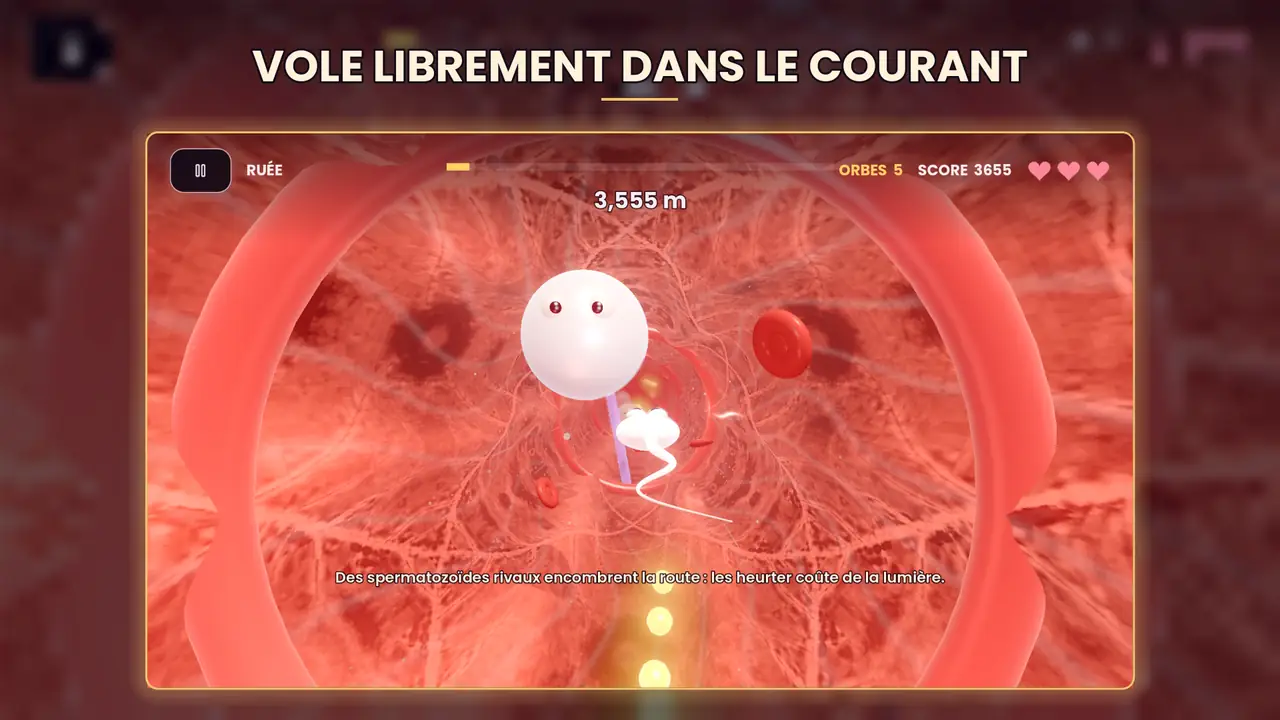 VOLE LIBREMENT DANS LE COURANT
RUÉE
ORBES 5 SCORE 3655
3,555 m
Des spermatozoïdes rivaux encombrent la route : les heurter coûte de la lumière.